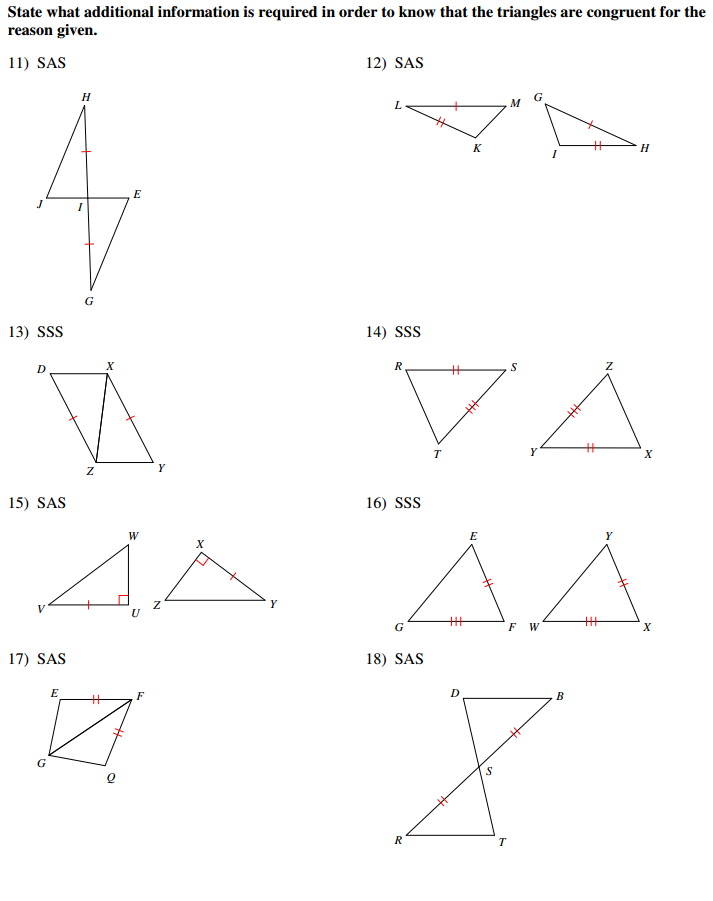 State what additional information is required in order to know that the triangles are congruent for the
reason given.
11) SAS
12) SAS
H
J
I
E
G
L
M
K
G
I
H
13) SSS
14) SSS
D
X
Z
Y
R
S
T
Z
Y
X
15) SAS
16) SSS
W
V
U
X
Z
Y
E
G
F
Y
W
X
17) SAS
18) SAS
E
F
G
Q
D
B
S
R
T